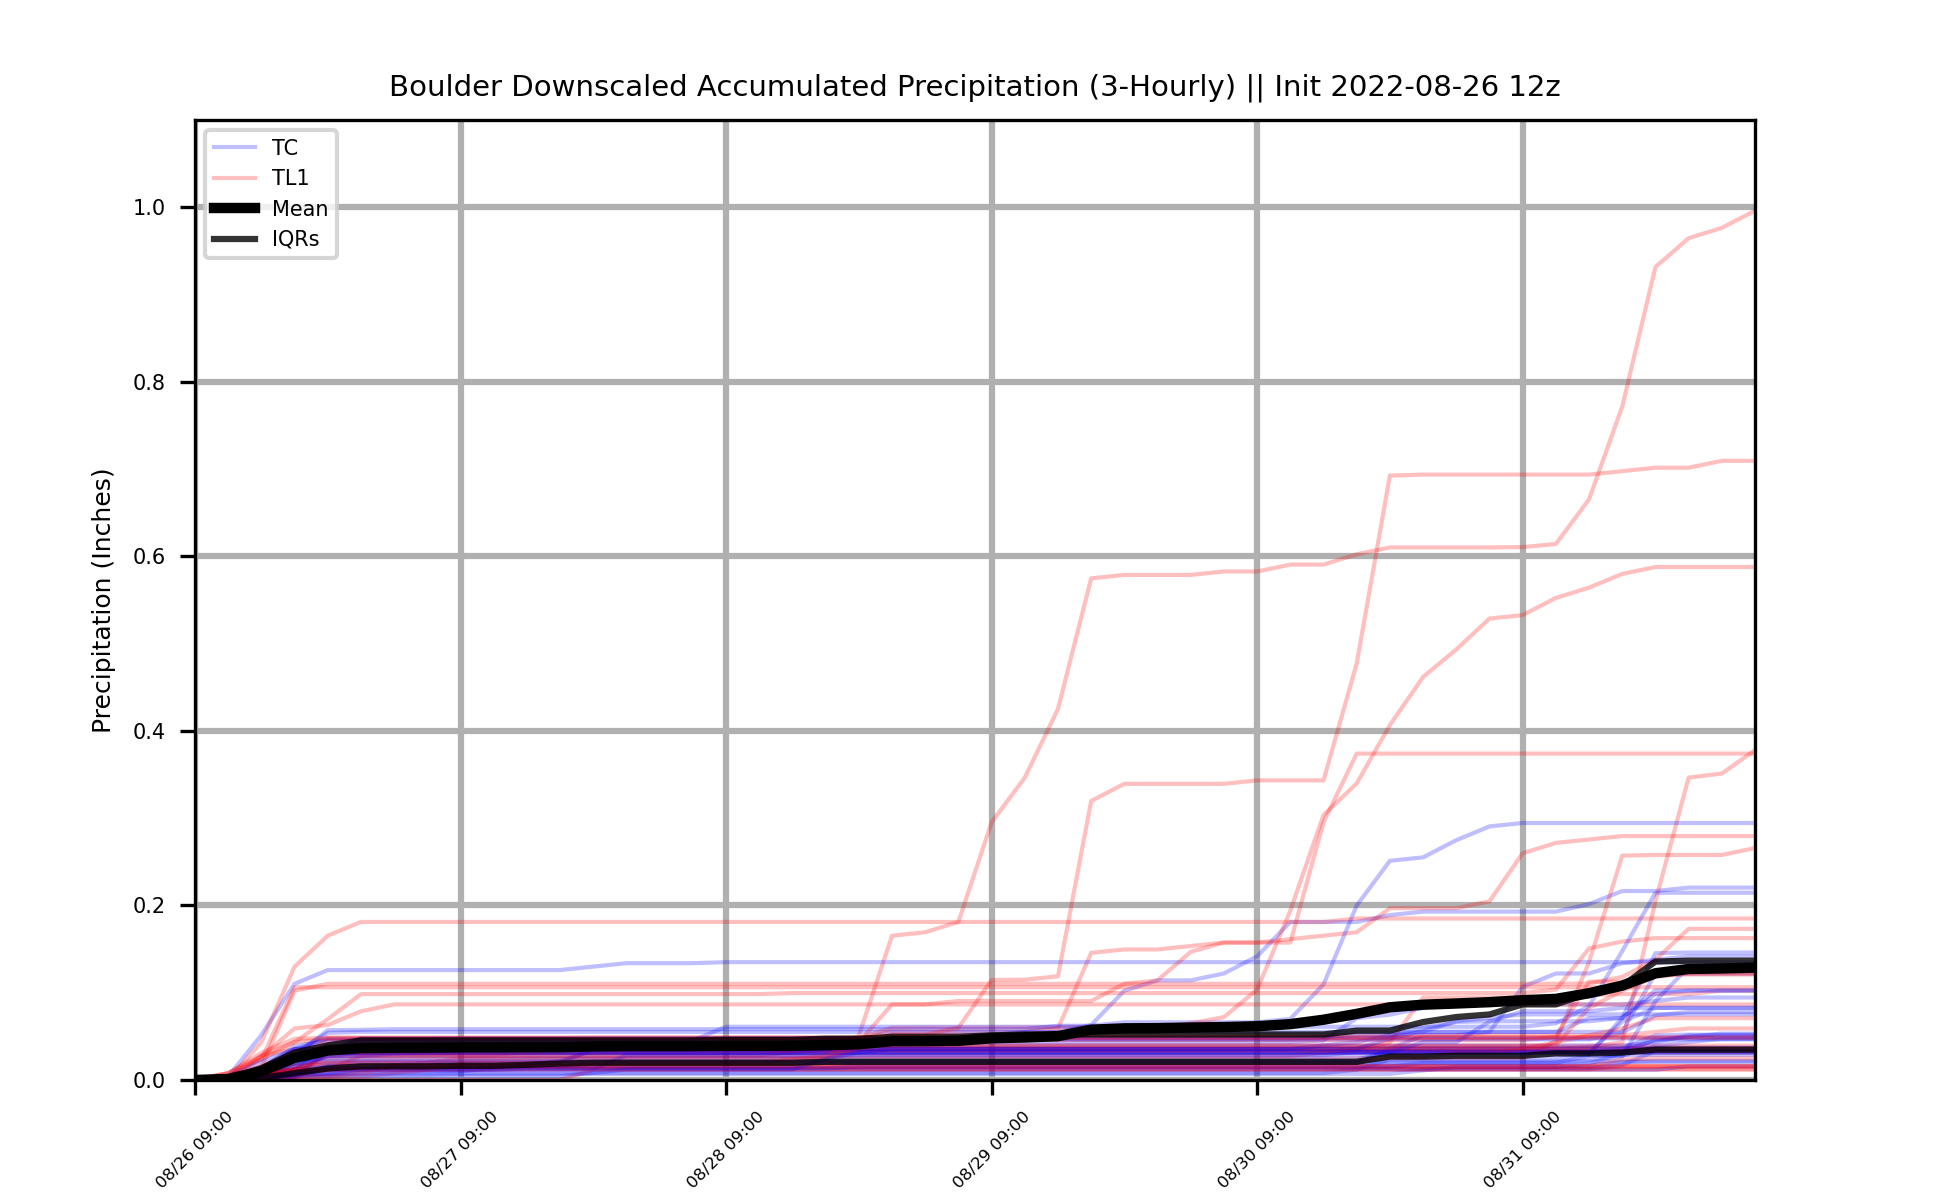 Boulder Downscaled Accumulated Precipitation (3-Hourly) || Init 2022-08-26 12z
TC
TL1
Mean
IQRs
Precipitation (Inches)
1.0
0.8
0.6
0.4
0.2
0.0
08/26 09:00
08/27 09:00
08/28 09:00
08/29 09:00
08/30 09:00
08/31 09:00